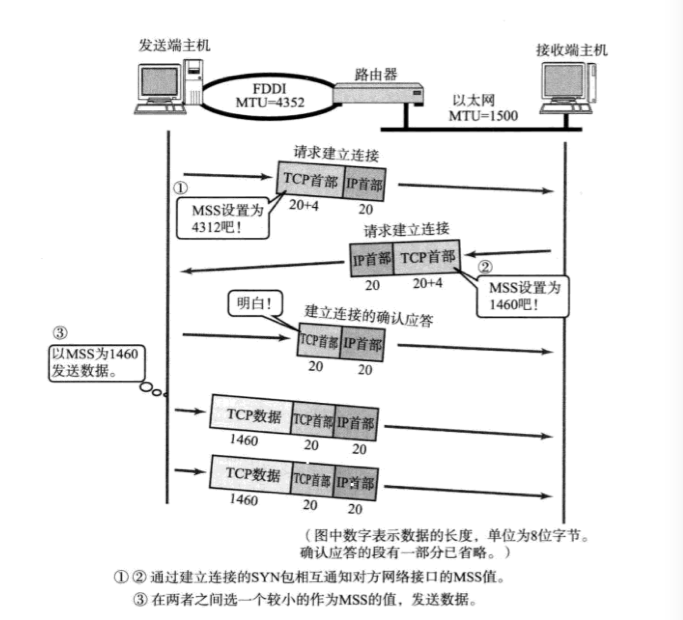 发送端主机
接收端主机
FDDI
MTU=4352
路由器
以太网
MTU=1500
请求建立连接
TCP首部 IP首部
20+4 20
①
MSS设置为
4312吧!
请求建立连接
IP首部 TCP首部
20 20+4
②
MSS设置为
1460吧!
明白!
建立连接的确认应答
TCP首部 IP首部
20 20
③
以MSS为1460
发送数据。
TCP数据 TCP首部 IP首部
1460 20 20
TCP数据 TCP首部 IP首部
1460 20 20
(图中数字表示数据的长度,单位为8位字节。
确认应答的段有一部分已省略。)
①②通过建立连接的SYN包相互通知对方网络接口的MSS值。
③在两者之间选一个较小的作为MSS的值,发送数据。